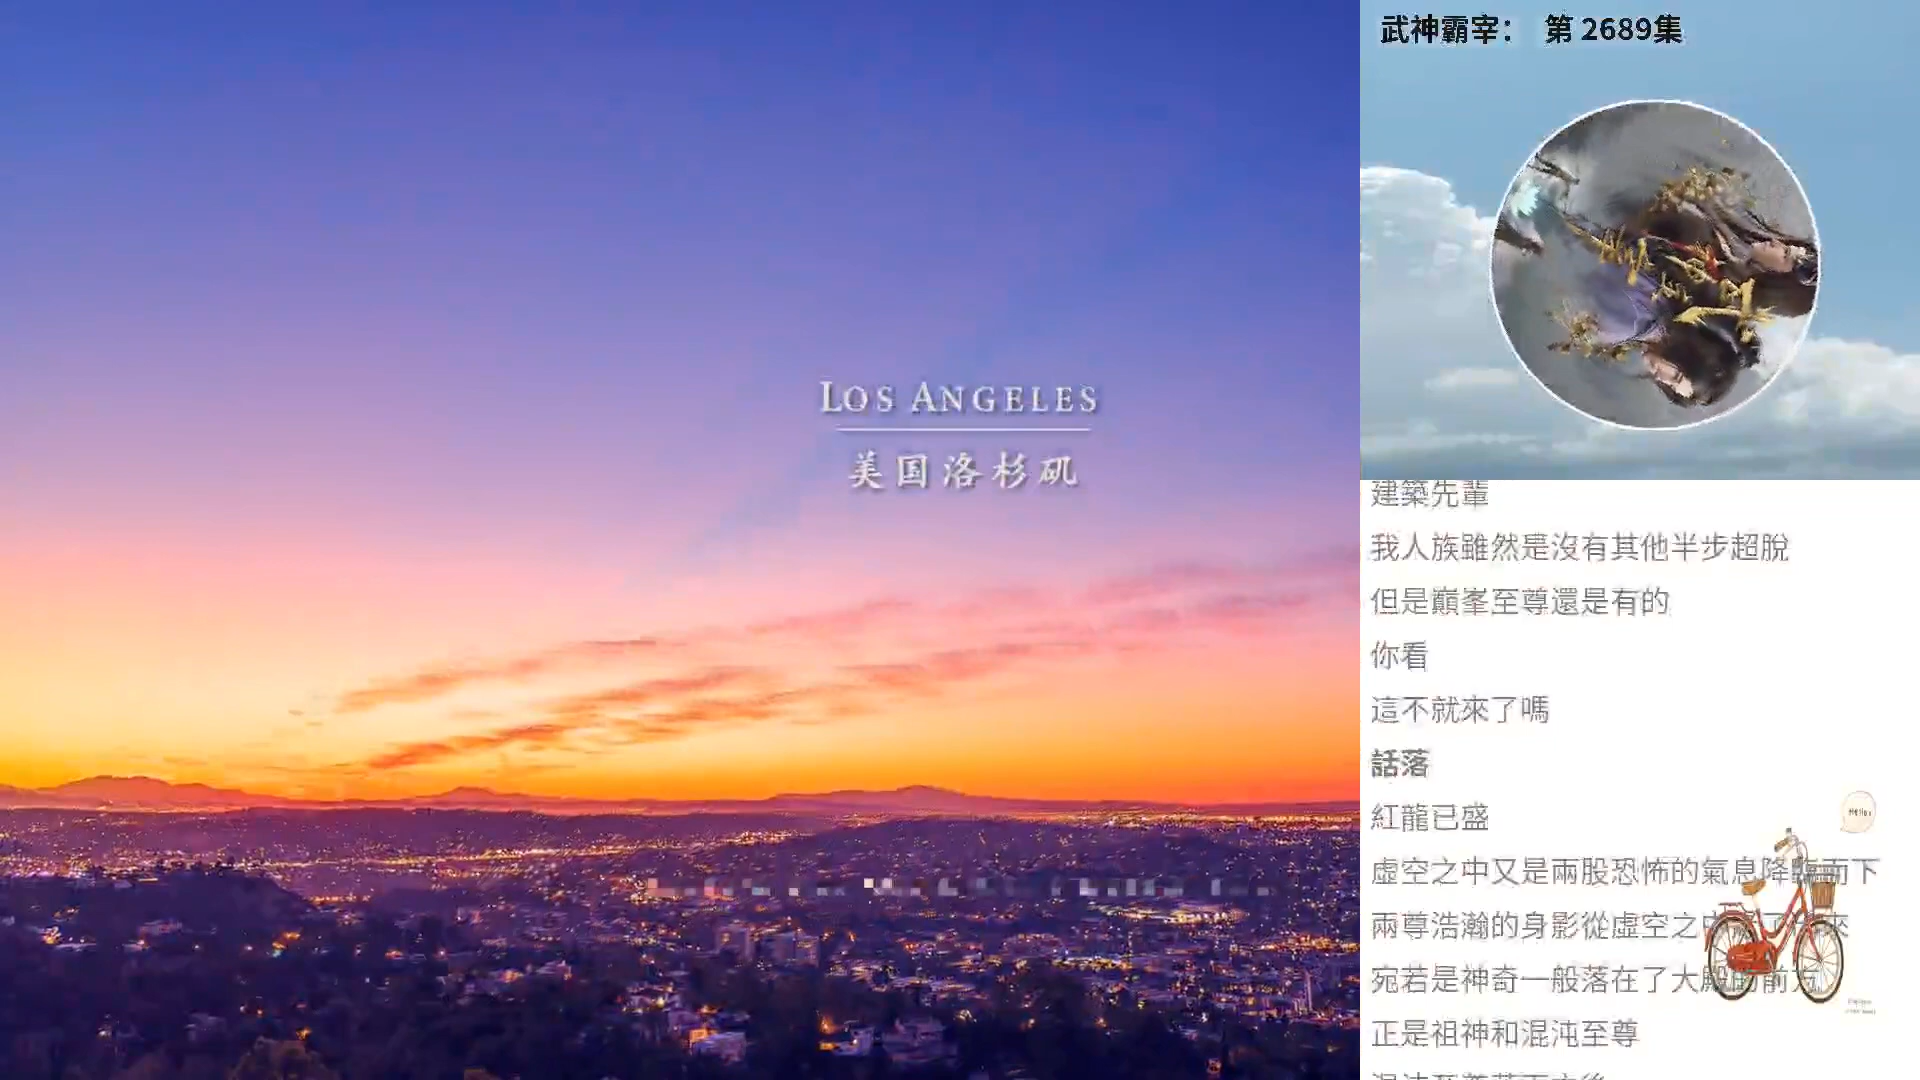 LOS ANGELES
美国洛杉矶
武神霸宰： 第 2689集
建築先輩
我人族雖然是沒有其他半步超脫
但是巔峯至尊還是有的
你看
這不就來了嗎
話落
紅龍已盛
虛空之中又是兩股恐怖的氣息降臨而下
兩尊浩瀚的身影從虛空之中
來
宛若是神奇一般落在了大殿的前方
正是祖神和混沌至尊
Hello